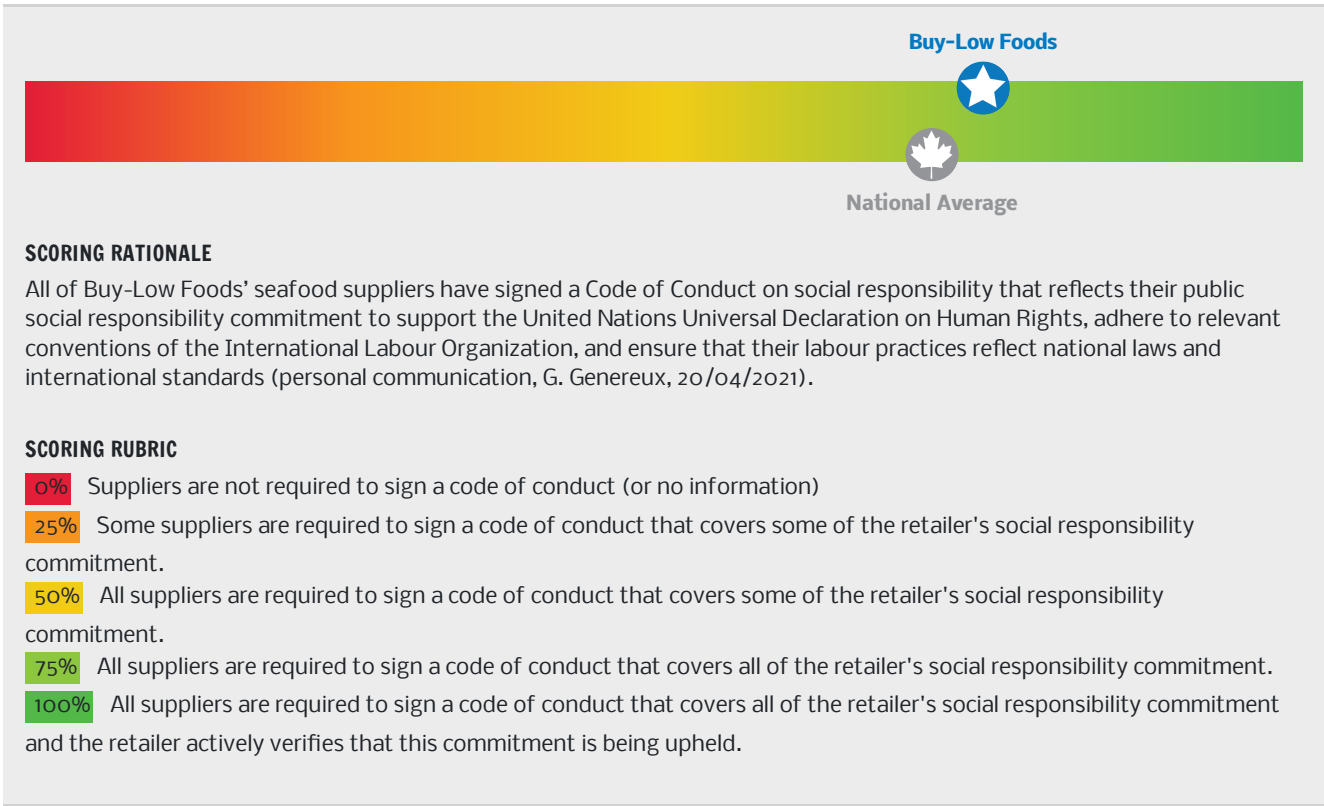 Buy-Low Foods
National Average
SCORING RATIONALE
All of Buy-Low Foods’ seafood suppliers have signed a Code of Conduct on social responsibility that reflects their public
social responsibility commitment to support the United Nations Universal Declaration on Human Rights, adhere to relevant
conventions of the International Labour Organization, and ensure that their labour practices reflect national laws and
international standards (personal communication, G. Genereux, 20/04/2021).
SCORING RUBRIC
0% Suppliers are not required to sign a code of conduct (or no information)
25% Some suppliers are required to sign a code of conduct that covers some of the retailer's social responsibility
commitment.
50% All suppliers are required to sign a code of conduct that covers some of the retailer's social responsibility
commitment.
75% All suppliers are required to sign a code of conduct that covers all of the retailer's social responsibility commitment.
100% All suppliers are required to sign a code of conduct that covers all of the retailer's social responsibility commitment
and the retailer actively verifies that this commitment is being upheld.